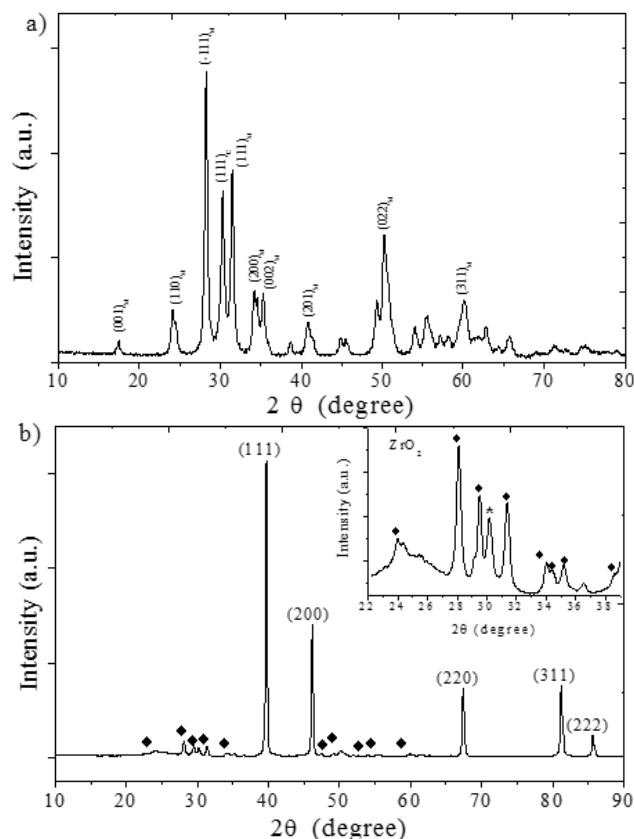 a)
Intensity (a.u.)
(001)M
(110)M
(-111)M
(111)C
(111)M
(200)M
(002)M
(201)M
(022)M
(311)M
10 20 30 40 50 60 70 80
2 θ (degree)
b)
Intensity (a.u.)
(111)
(200)
(220)
(311)
(222)
ZrO2
Intensity (a.u.)
*
22 24 26 28 30 32 34 36 38
2θ (degree)
10 20 30 40 50 60 70 80 90
2θ (degree)